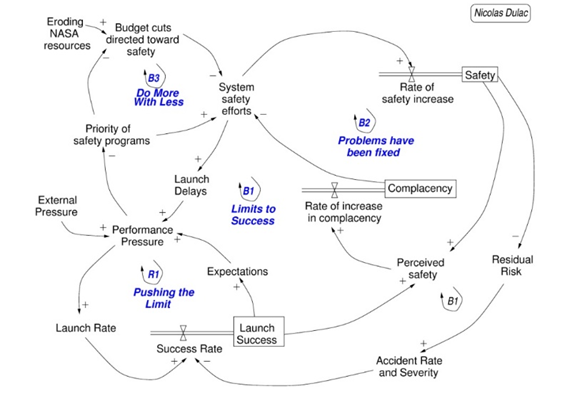 Nicolas Dulac
Eroding
NASA
resources
Budget cuts
directed toward
safety
B3
Do More
With Less
System
safety
efforts
Rate of
safety increase
Safety
B2
Problems have
been fixed
Priority of
safety programs
Launch
Delays
B1
Limits to
Success
Complacency
Rate of increase
in complacency
External
Pressure
Performance
Pressure
Perceived
safety
Residual
Risk
R1
Pushing the
Limit
Expectations
B1
Launch Rate
Launch
Success
Success Rate
Accident Rate
and Severity